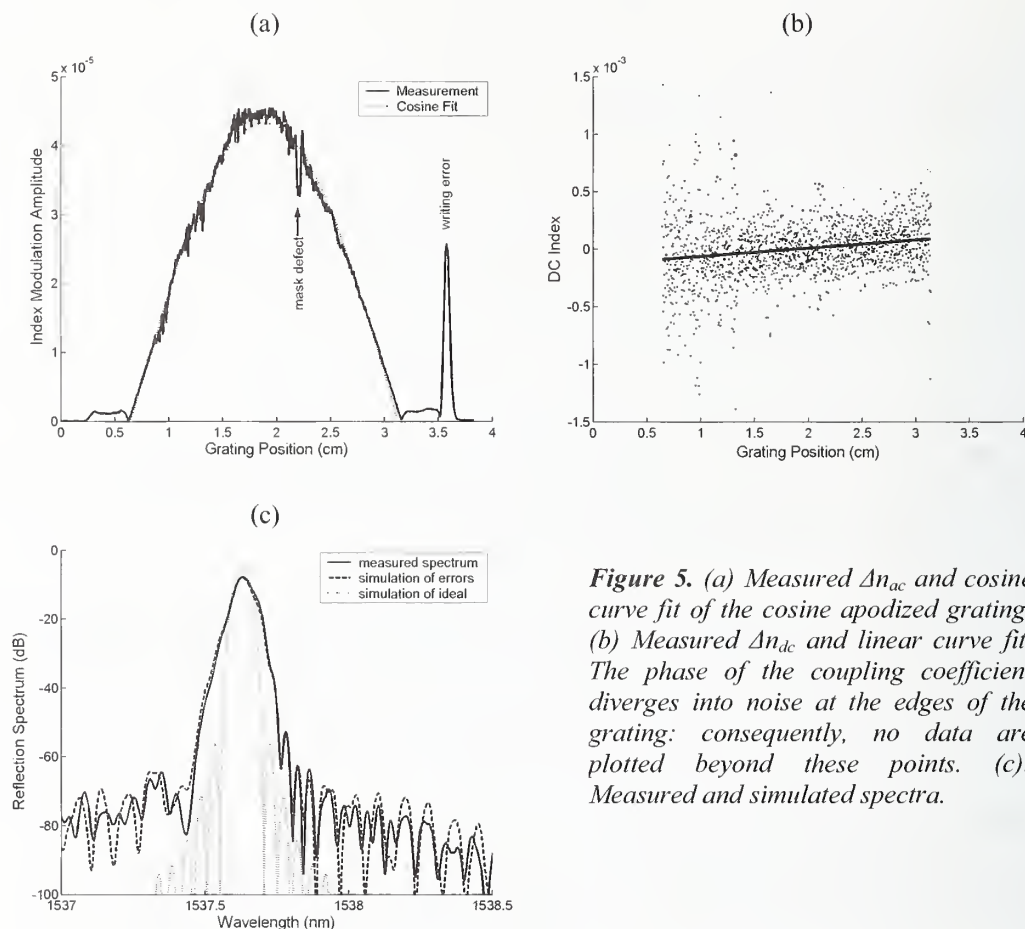 (a)
× 10⁻⁵
5
4
3
2
1
0
Index Modulation Amplitude
Measurement
Cosine Fit
mask defect
writing error
0 0.5 1 1.5 2 2.5 3 3.5 4
Grating Position (cm)
(b)
× 10⁻³
1.5
1
0.5
0
-0.5
-1
-1.5
DC Index
0 0.5 1 1.5 2 2.5 3 3.5 4
Grating Position (cm)
(c)
0
-20
-40
-60
-80
-100
Reflection Spectrum (dB)
measured spectrum
simulation of errors
simulation of ideal
1537 1537.5 1538 1538.5
Wavelength (nm)
Figure 5. (a) Measured Δn_ac and cosine
curve fit of the cosine apodized grating
(b) Measured Δn_dc and linear curve fit
The phase of the coupling coefficien
diverges into noise at the edges of the
grating: consequently, no data are
plotted beyond these points. (c).
Measured and simulated spectra.